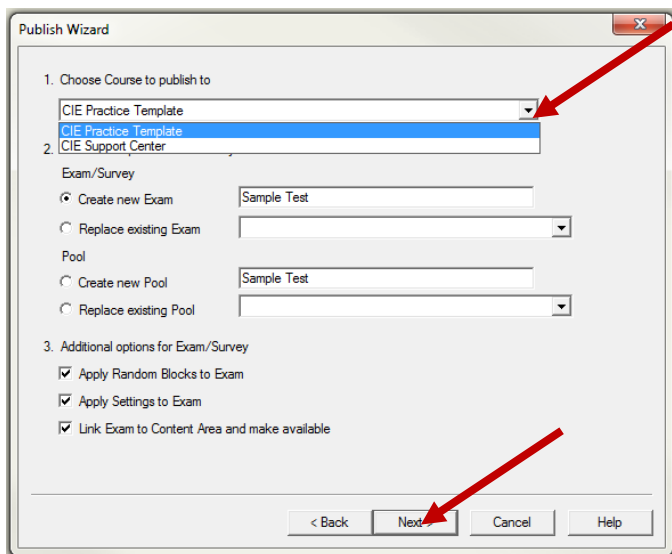 Publish Wizard
1. Choose Course to publish to
CIE Practice Template
CIE Practice Template
CIE Support Center
2.
Exam/Survey
Create new Exam
Sample Test
Replace existing Exam
Pool
Create new Pool
Sample Test
Replace existing Pool
3. Additional options for Exam/Survey
Apply Random Blocks to Exam
Apply Settings to Exam
Link Exam to Content Area and make available
< Back
Next >
Cancel
Help